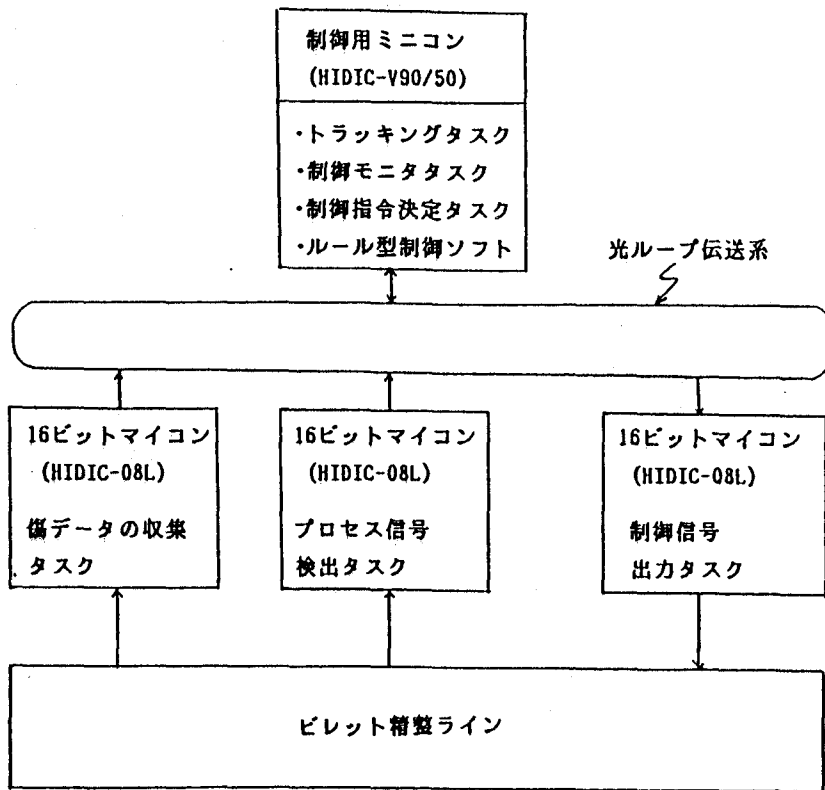 制御用ミニコン
(HIDIC-V90/50)
・トラッキングタスク
・制御モニタタスク
・制御指令決定タスク
・ルール型制御ソフト
光ループ伝送系
16ビットマイコン
(HIDIC-08L)
傷データの収集
タスク
16ビットマイコン
(HIDIC-08L)
プロセス信号
検出タスク
16ビットマイコン
(HIDIC-08L)
制御信号
出力タスク
ビレット精整ライン